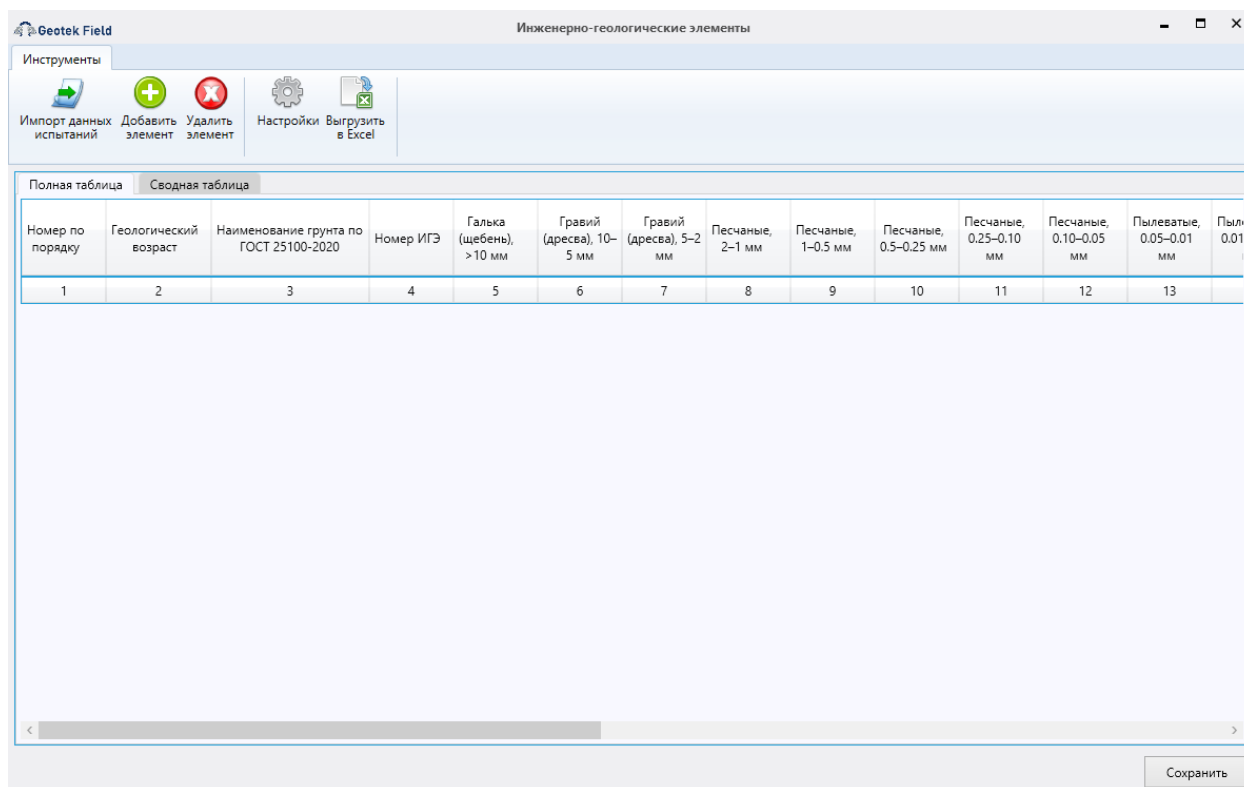 Geotek Field
Инженерно-геологические элементы
Инструменты
Импорт данных испытаний
Добавить элемент
Удалить элемент
Настройки
Выгрузить в Excel
Полная таблица
Сводная таблица
Номер по порядку
Геологический возраст
Наименование грунта по ГОСТ 25100-2020
Номер ИГЭ
Галька (щебень), >10 мм
Гравий (дресва), 10–5 мм
Гравий (дресва), 5–2 мм
Песчаные, 2–1 мм
Песчаные, 1–0.5 мм
Песчаные, 0.5–0.25 мм
Песчаные, 0.25–0.10 мм
Песчаные, 0.10–0.05 мм
Пылеватые, 0.05–0.01 мм
1 2 3 4 5 6 7 8 9 10 11 12 13
Сохранить